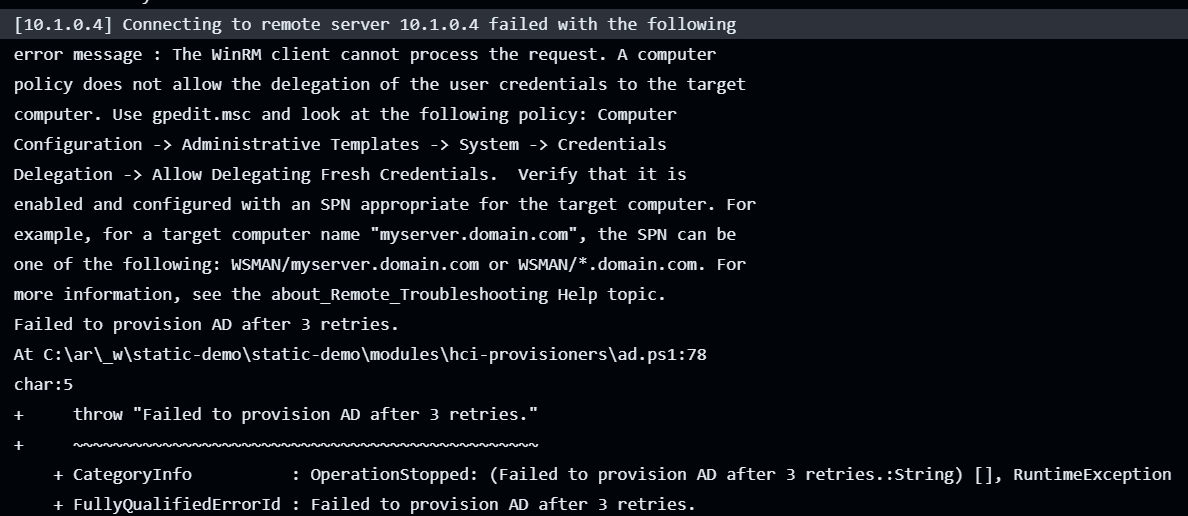 [10.1.0.4] Connecting to remote server 10.1.0.4 failed with the following
error message : The WinRM client cannot process the request. A computer
policy does not allow the delegation of the user credentials to the target
computer. Use gpedit.msc and look at the following policy: Computer
Configuration -> Administrative Templates -> System -> Credentials
Delegation -> Allow Delegating Fresh Credentials.  Verify that it is
enabled and configured with an SPN appropriate for the target computer. For
example, for a target computer name "myserver.domain.com", the SPN can be
one of the following: WSMAN/myserver.domain.com or WSMAN/*.domain.com. For
more information, see the about_Remote_Troubleshooting Help topic.
Failed to provision AD after 3 retries.
At C:\ar\_w\static-demo\static-demo\modules\hci-provisioners\ad.ps1:78
char:5
+     throw "Failed to provision AD after 3 retries."
+     ~~~~~~~~~~~~~~~~~~~~~~~~~~~~~~~~~~~~~~~~~~~~~~~
    + CategoryInfo          : OperationStopped: (Failed to provision AD after 3 retries.:String) [], RuntimeException
    + FullyQualifiedErrorId : Failed to provision AD after 3 retries.